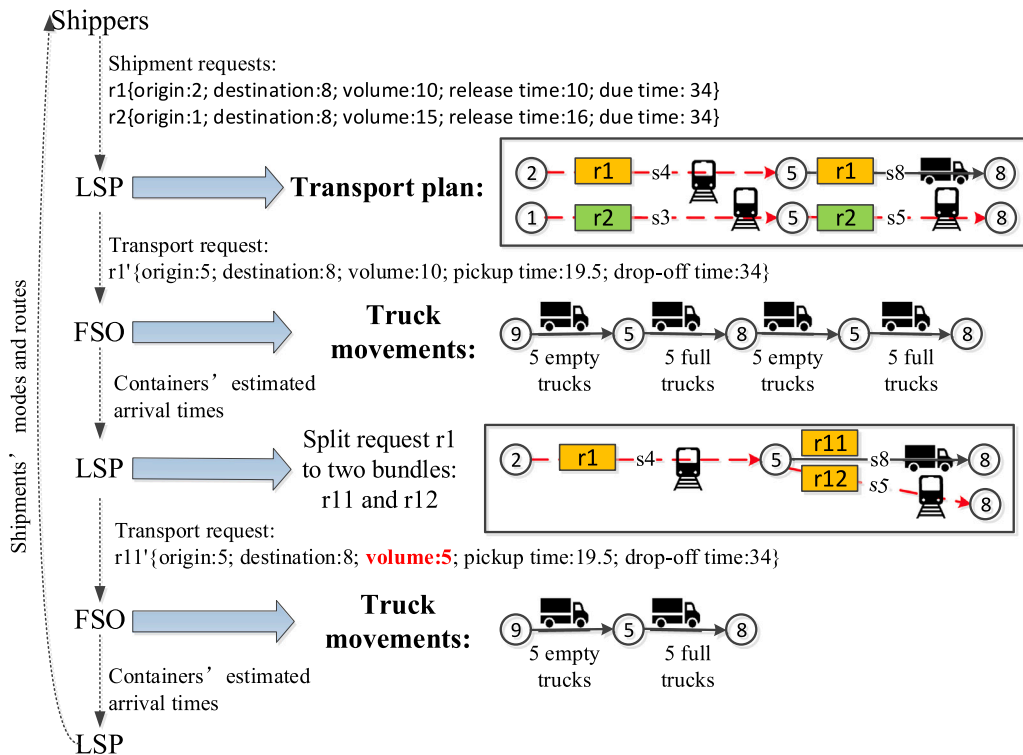 Shippers
Shipment requests:
r1{origin:2; destination:8; volume:10; release time:10; due time: 34}
r2{origin:1; destination:8; volume:15; release time:16; due time: 34}
LSP
Transport plan:
2 r1 s4 5 r1 s8 8
1 r2 s3 5 r2 s5 8
Transport request:
r1'{origin:5; destination:8; volume:10; pickup time:19.5; drop-off time:34}
FSO
Truck
movements:
9 5 8 5 8
5 empty
trucks
5 full
trucks
5 empty
trucks
5 full
trucks
Containers’ estimated
arrival times
LSP
Split request r1
to two bundles:
r11 and r12
2 r1 s4 5 r11 s8 8
r12 s5 8
Transport request:
r11'{origin:5; destination:8; volume:5; pickup time:19.5; drop-off time:34}
FSO
Truck
movements:
9 5 8
5 empty
trucks
5 full
trucks
Containers’ estimated
arrival times
LSP
Shipments’ modes and routes